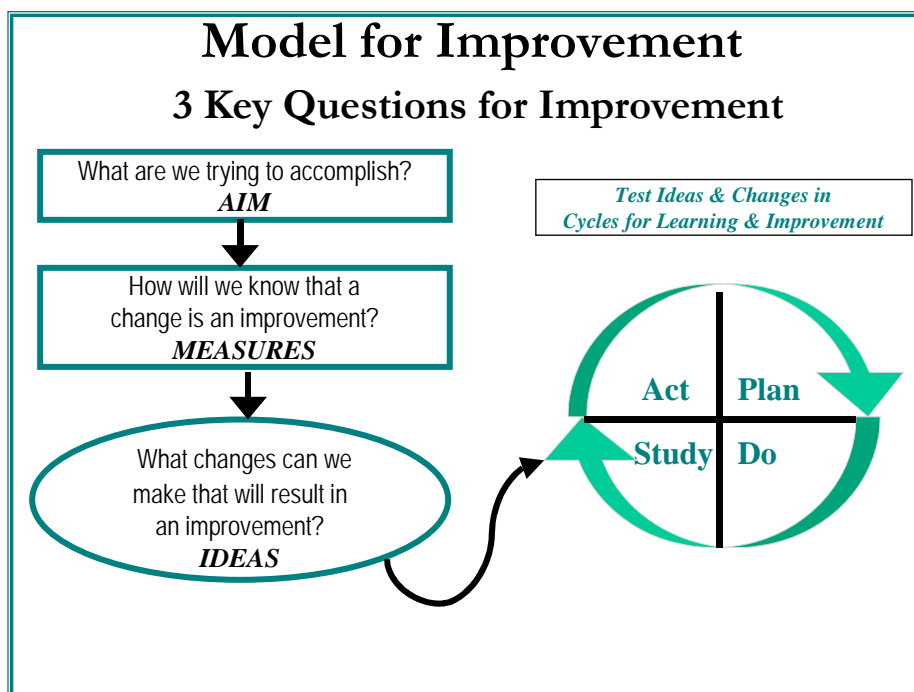 Model for Improvement
3 Key Questions for Improvement
What are we trying to accomplish?
AIM
How will we know that a
change is an improvement?
MEASURES
What changes can we
make that will result in
an improvement?
IDEAS
Test Ideas & Changes in
Cycles for Learning & Improvement
Act Plan
Study Do